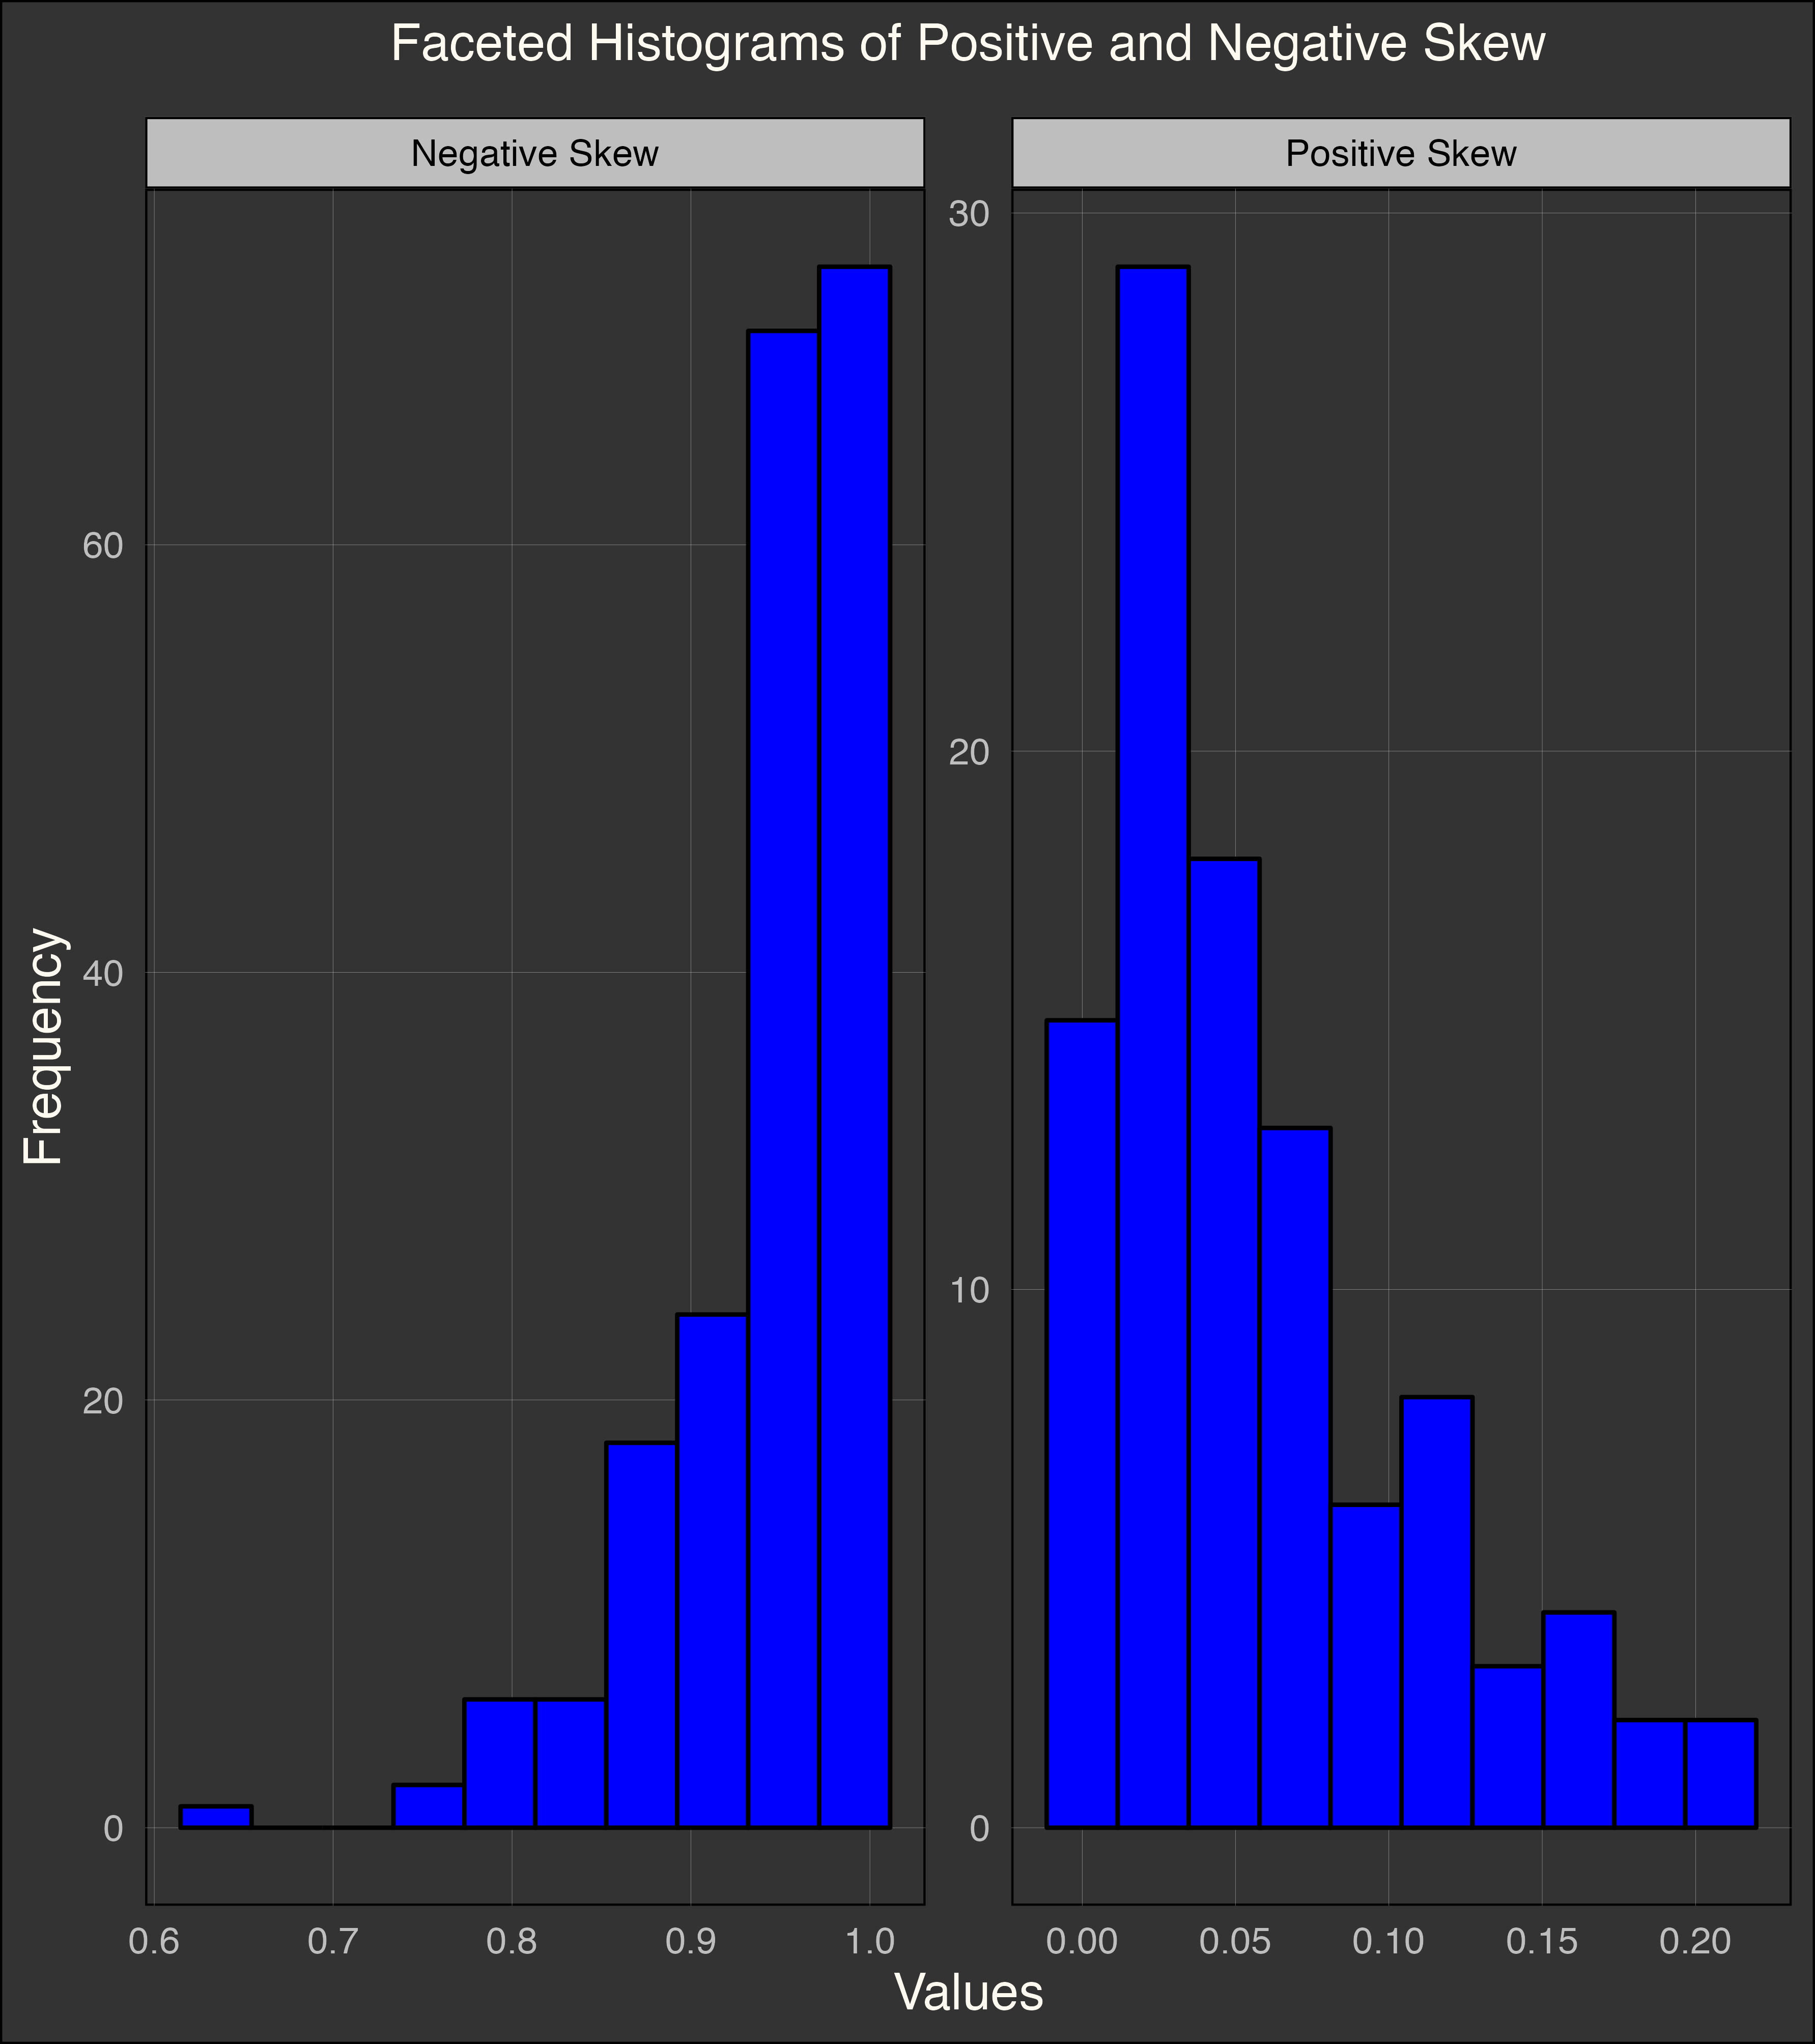 Faceted Histograms of Positive and Negative Skew
Negative Skew
Positive Skew
Frequency
60
40
20
0
0.6 0.7 0.8 0.9 1.0
30
20
10
0
0.00 0.05 0.10 0.15 0.20
Values